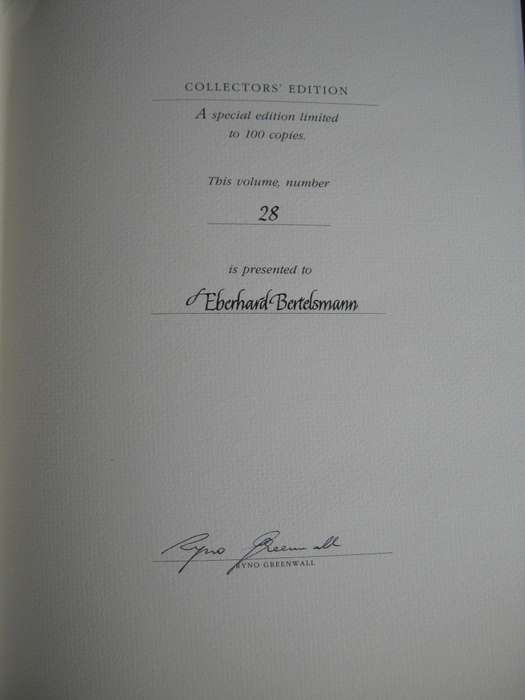 COLLECTORS' EDITION
A special edition limited
to 100 copies.
This volume, number
28
is presented to
Eberhard Bertelsmann
Ryno Greenwall
RYNO GREENWALL